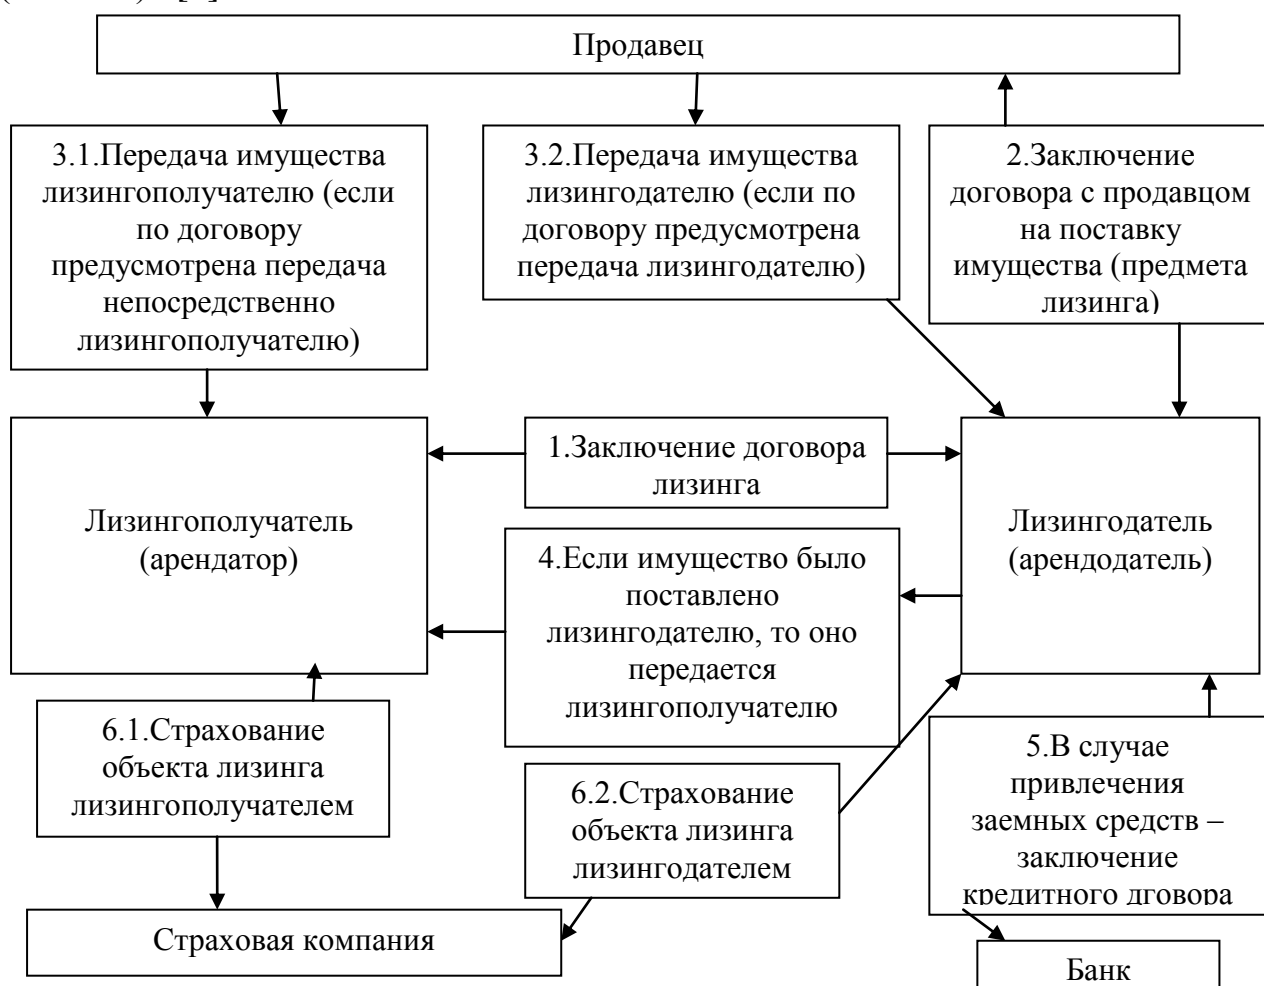 Продавец
3.1.Передача имущества
лизингополучателю (если
по договору
предусмотрена передача
непосредственно
лизингополучателю)
3.2.Передача имущества
лизингодателю (если по
договору предусмотрена
передача лизингодателю)
2.Заключение
договора с продавцом
на поставку
имущества (предмета
лизинга)
1.Заключение договора
лизинга
Лизингополучатель
(арендатор)
Лизингодатель
(арендодатель)
4.Если имущество было
поставлено
лизингодателю, то оно
передается
лизингополучателю
6.1.Страхование
объекта лизинга
лизингополучателем
6.2.Страхование
объекта лизинга
лизингодателем
5.В случае
привлечения
заемных средств –
заключение
кредитного дговора
Страховая компания
Банк